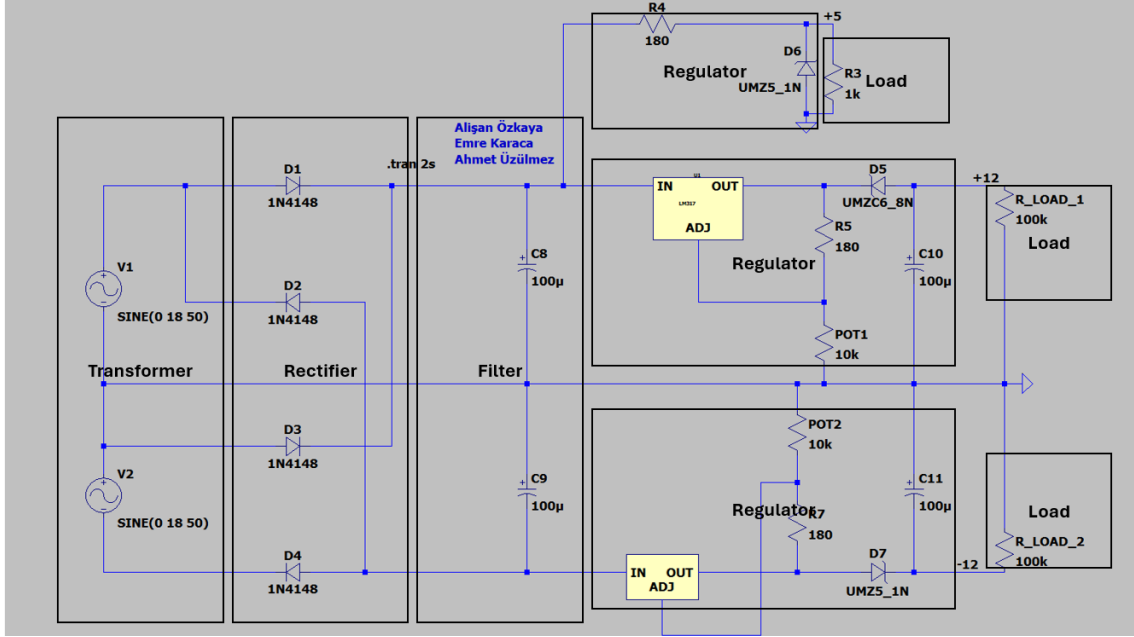 R4
180
+5
D6
UMZ5_1N
Regulator
R3
1k
Load
Alişan Özkaya
Emre Karaca
Ahmet Üzülmez
.tran 2s
D1
1N4148
U1
IN OUT
LM317
ADJ
D5
UMZC6_8N
+12
R_LOAD_1
100k
Load
R5
180
Regulator
C8
100µ
C10
100µ
V1
SINE(0 18 50)
D2
1N4148
POT1
10k
Transformer
Rectifier
Filter
D3
1N4148
POT2
10k
V2
SINE(0 18 50)
C9
100µ
Regulator
R7
180
C11
100µ
Load
R_LOAD_2
100k
D4
1N4148
IN OUT
ADJ
D7
UMZ5_1N
-12